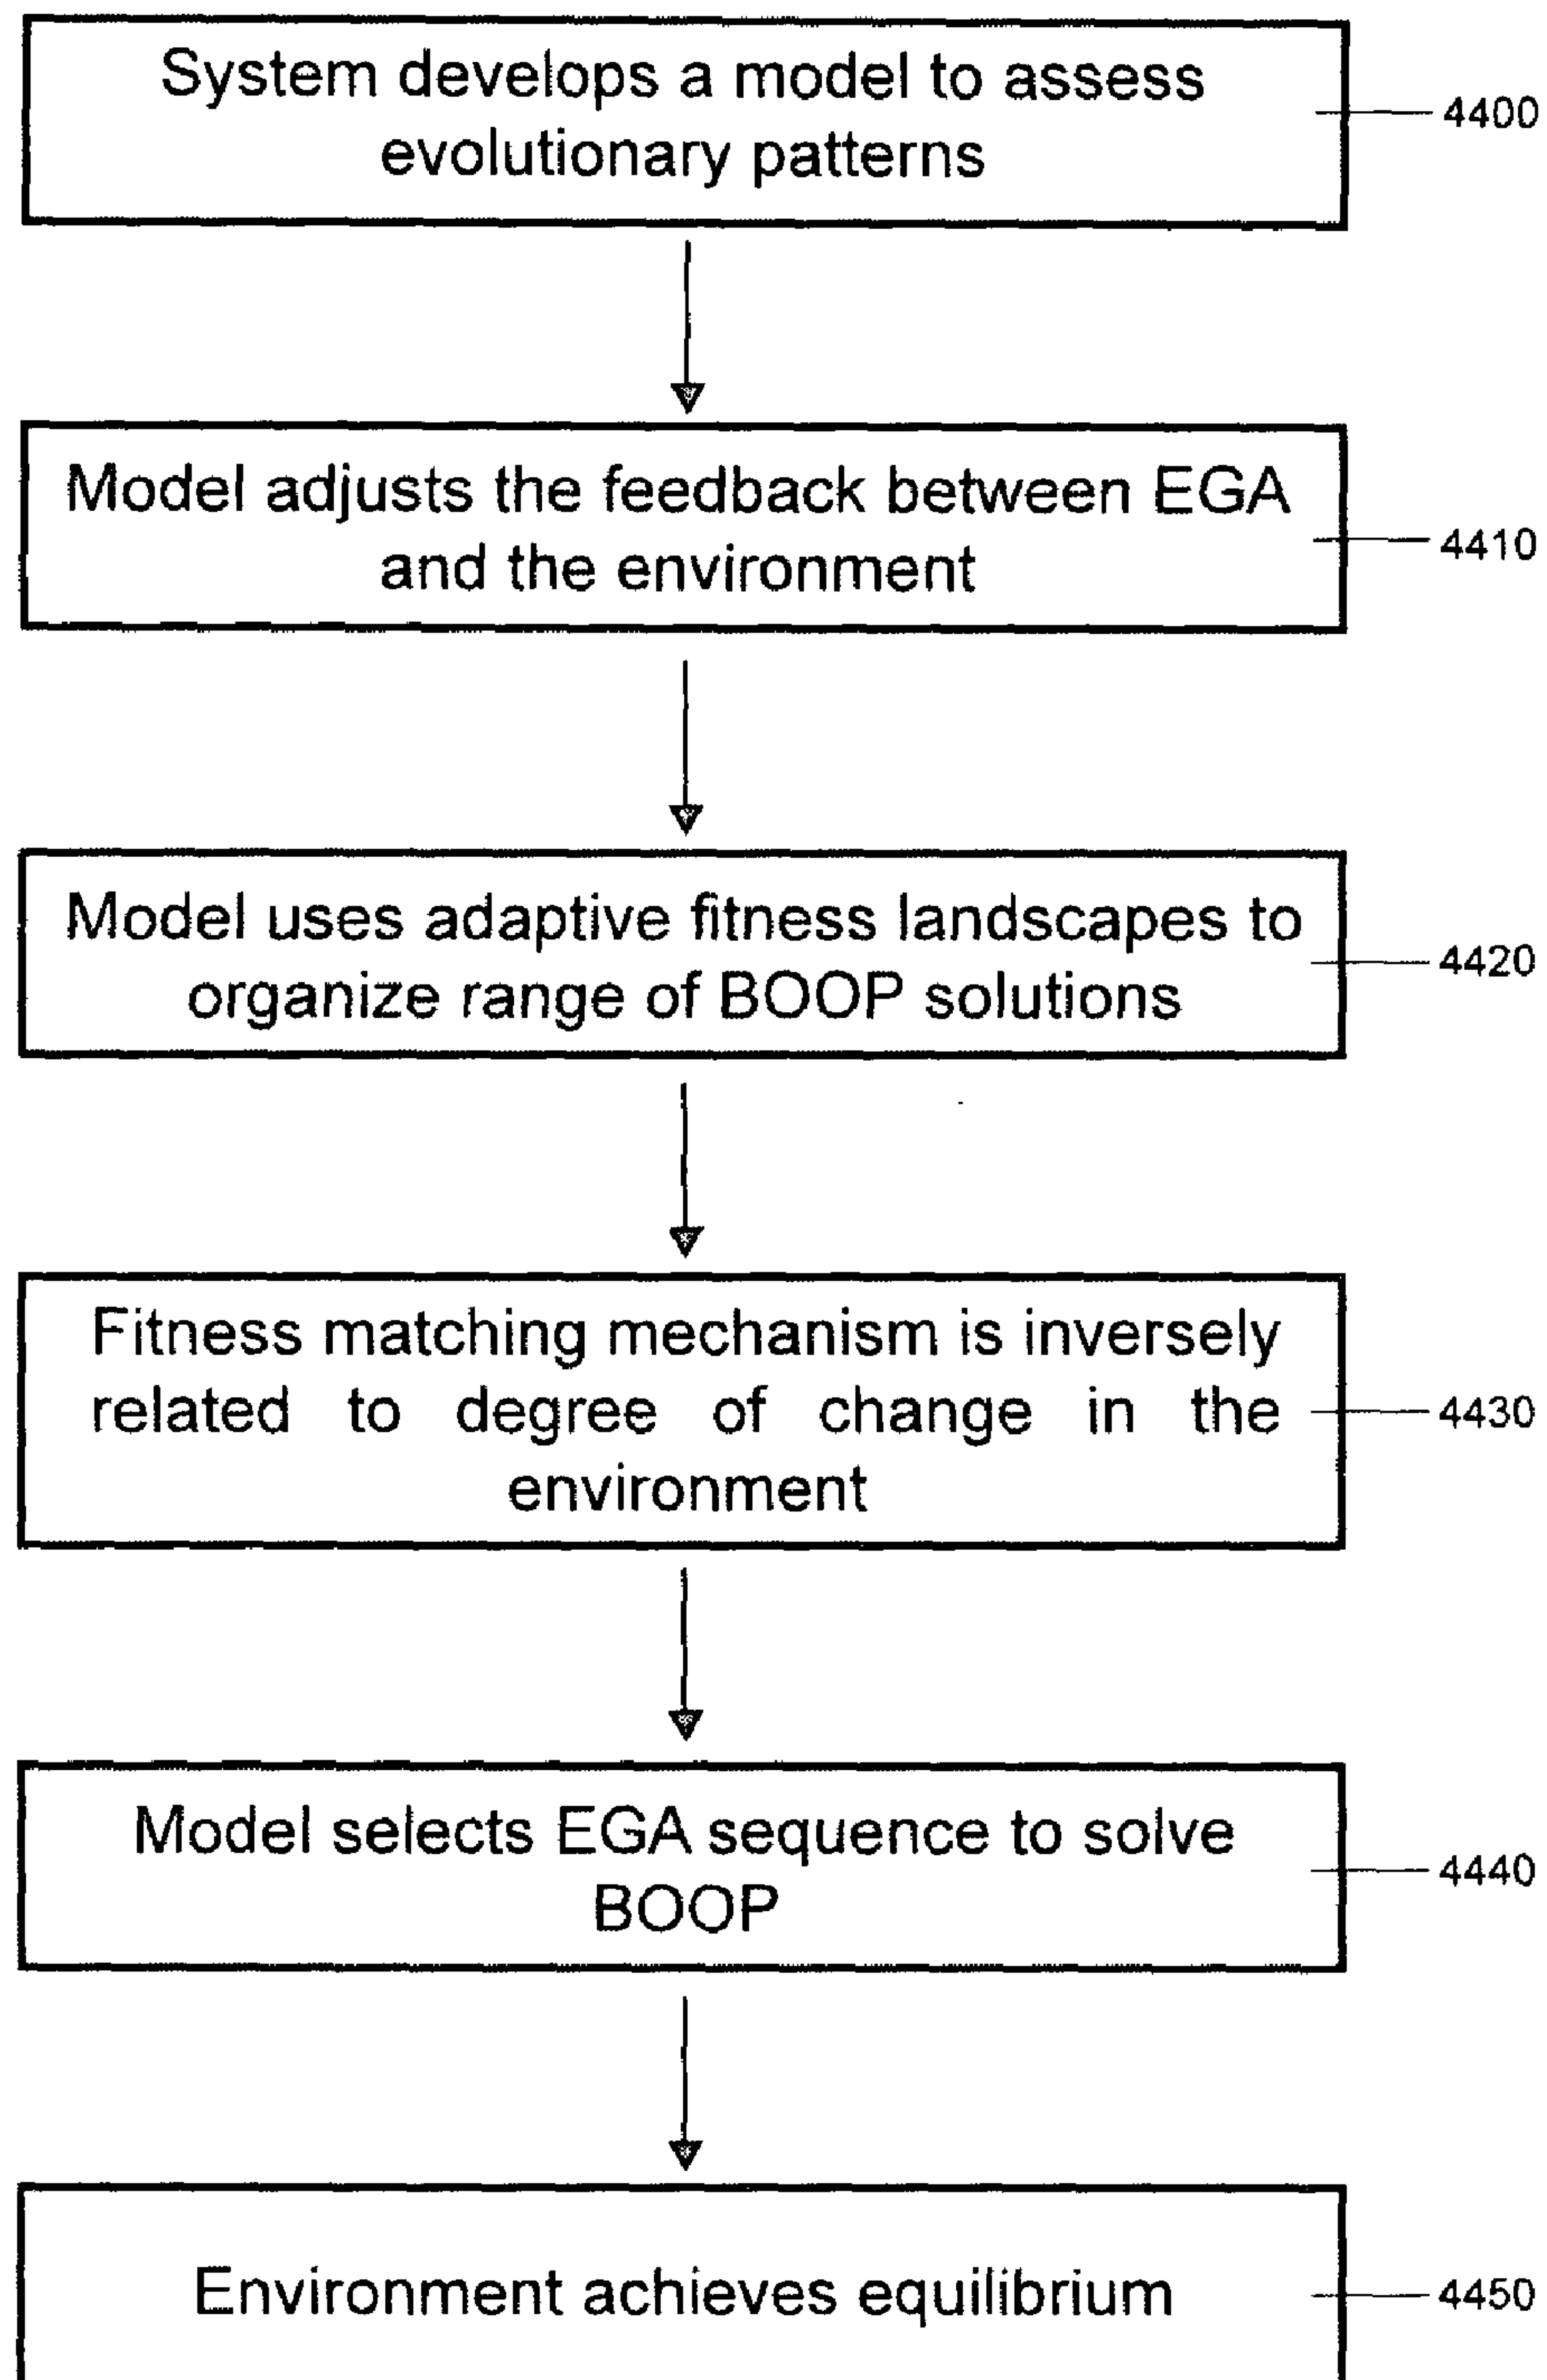 System develops a model to assess
evolutionary patterns
4400
Model adjusts the feedback between EGA
and the environment
4410
Model uses adaptive fitness landscapes to
organize range of BOOP solutions
4420
Fitness matching mechanism is inversely
related to degree of change in the
environment
4430
Model selects EGA sequence to solve
BOOP
4440
Environment achieves equilibrium
4450